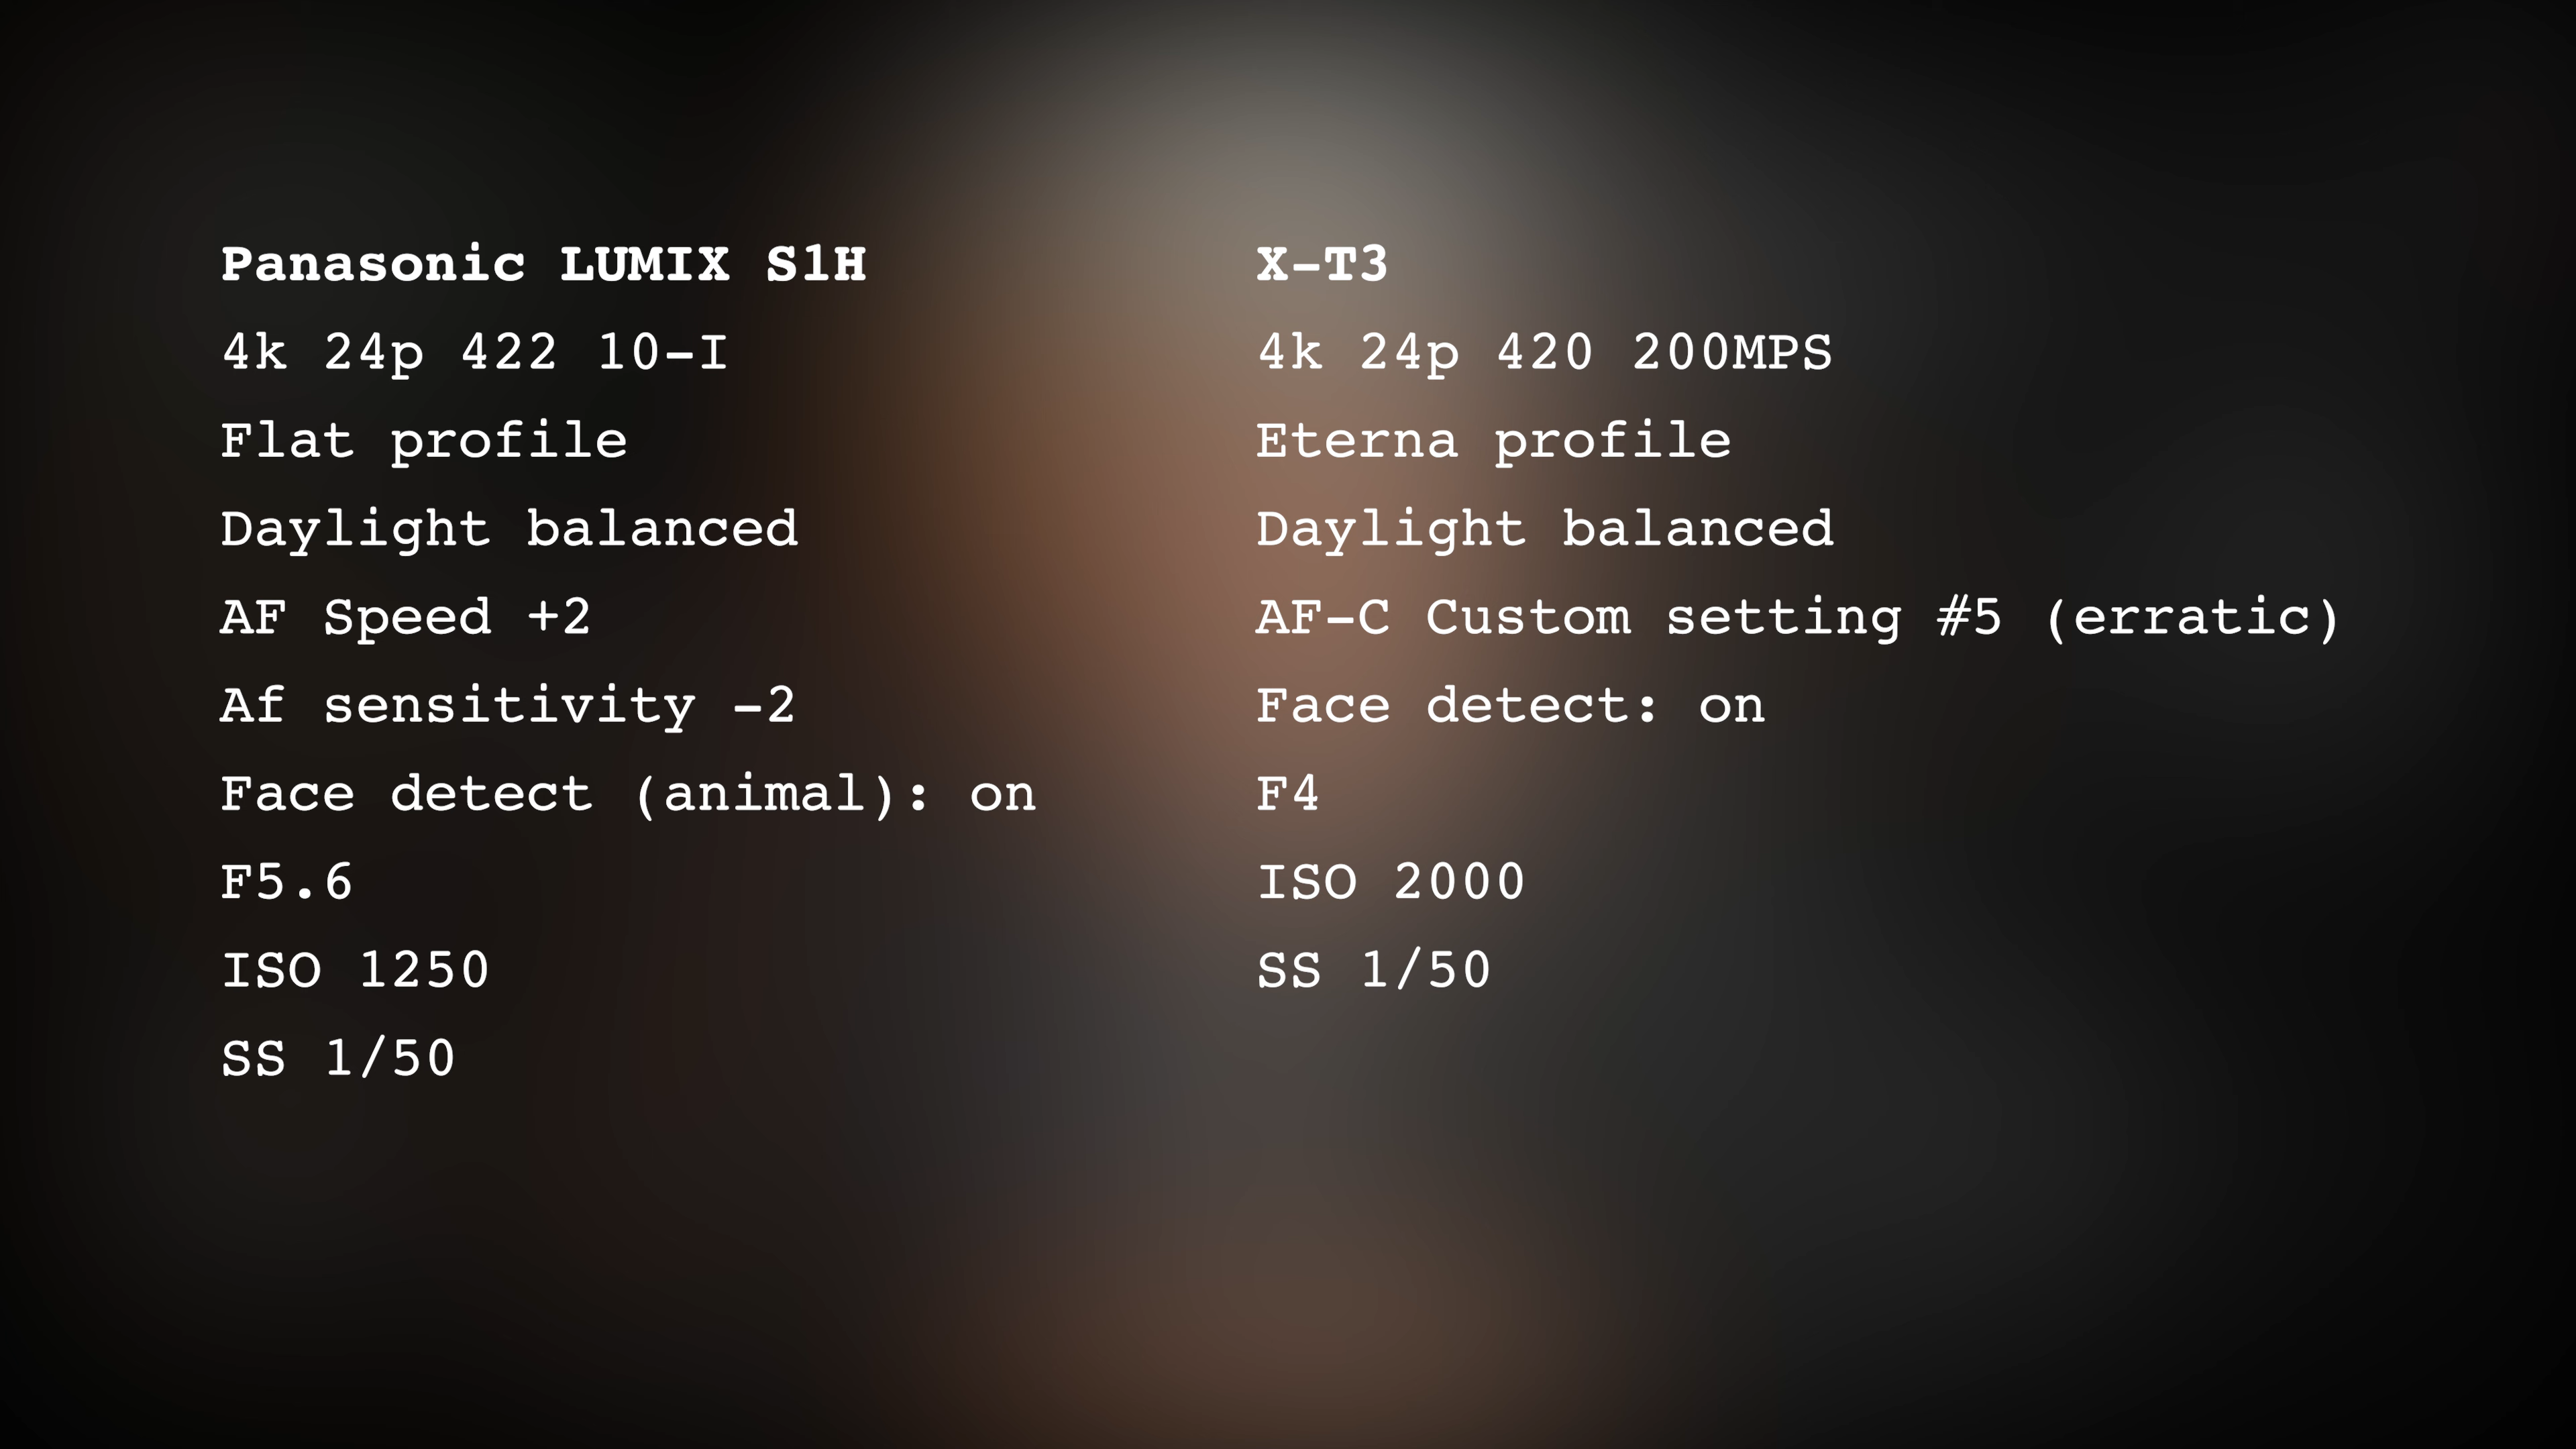 Panasonic LUMIX S1H
4k 24p 422 10-I
Flat profile
Daylight balanced
AF Speed +2
Af sensitivity -2
Face detect (animal): on
F5.6
ISO 1250
SS 1/50
X-T3
4k 24p 420 200MPS
Eterna profile
Daylight balanced
AF-C Custom setting #5 (erratic)
Face detect: on
F4
ISO 2000
SS 1/50